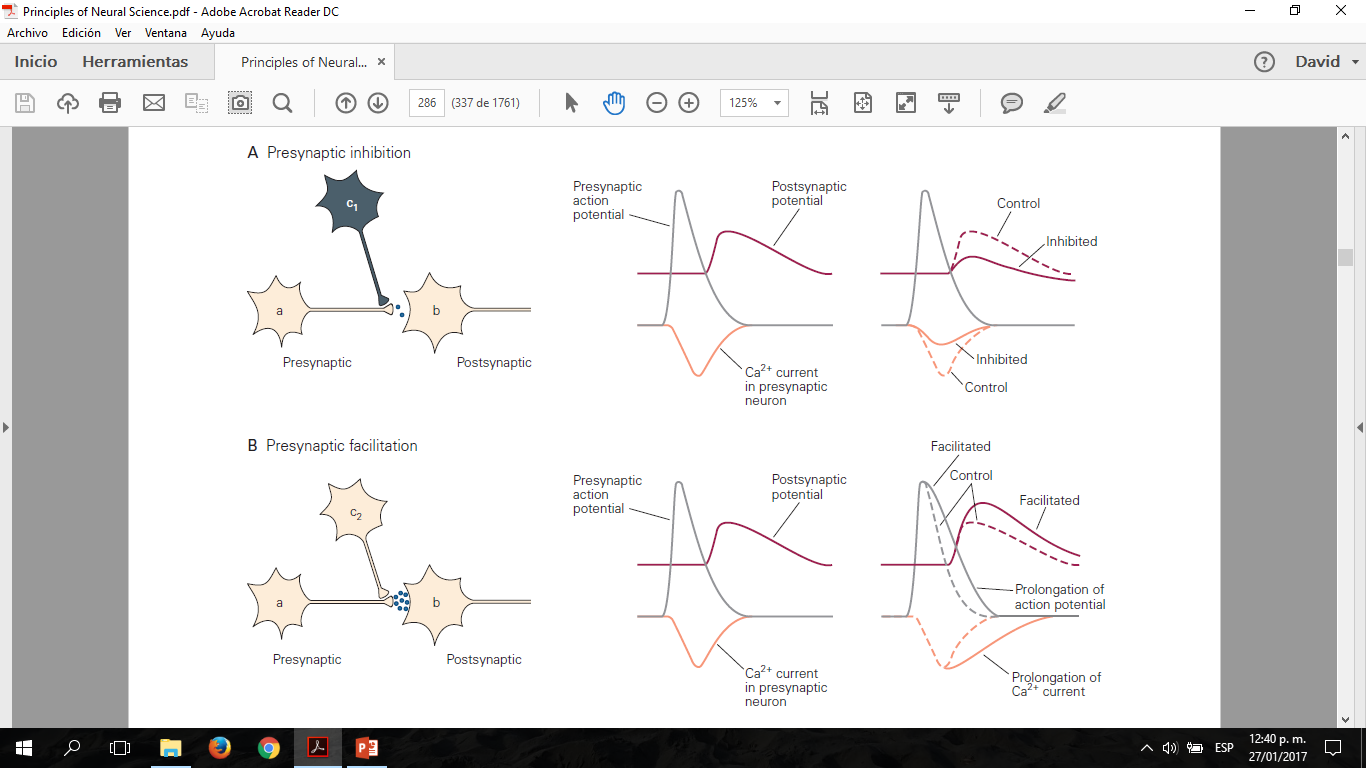 Principles of Neural Science.pdf - Adobe Acrobat Reader DC
Archivo Edición Ver Ventana Ayuda
Inicio Herramientas Principles of Neural... × ? David
286 (337 de 1761) 125%
A Presynaptic inhibition
c1
a
b
Presynaptic
Postsynaptic
Presynaptic
action
potential
Postsynaptic
potential
Ca2+ current
in presynaptic
neuron
Control
Inhibited
Inhibited
Control
B Presynaptic facilitation
c2
a
b
Presynaptic
Postsynaptic
Presynaptic
action
potential
Postsynaptic
potential
Ca2+ current
in presynaptic
neuron
Facilitated
Control
Facilitated
Prolongation of
action potential
Prolongation of
Ca2+ current
ESP
12:40 p. m.
27/01/2017